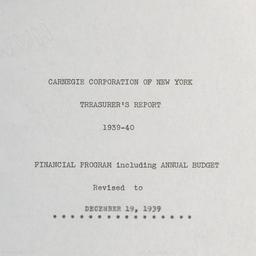 CARNEGIE CORPORATION OF NEW YORK
TREASURER'S REPORT
1939-40
FINANCIAL PROGRAM including ANNUAL BUDGET
Revised to
DECEMBER 19, 1939
* * * * * * * * * * * * * * *